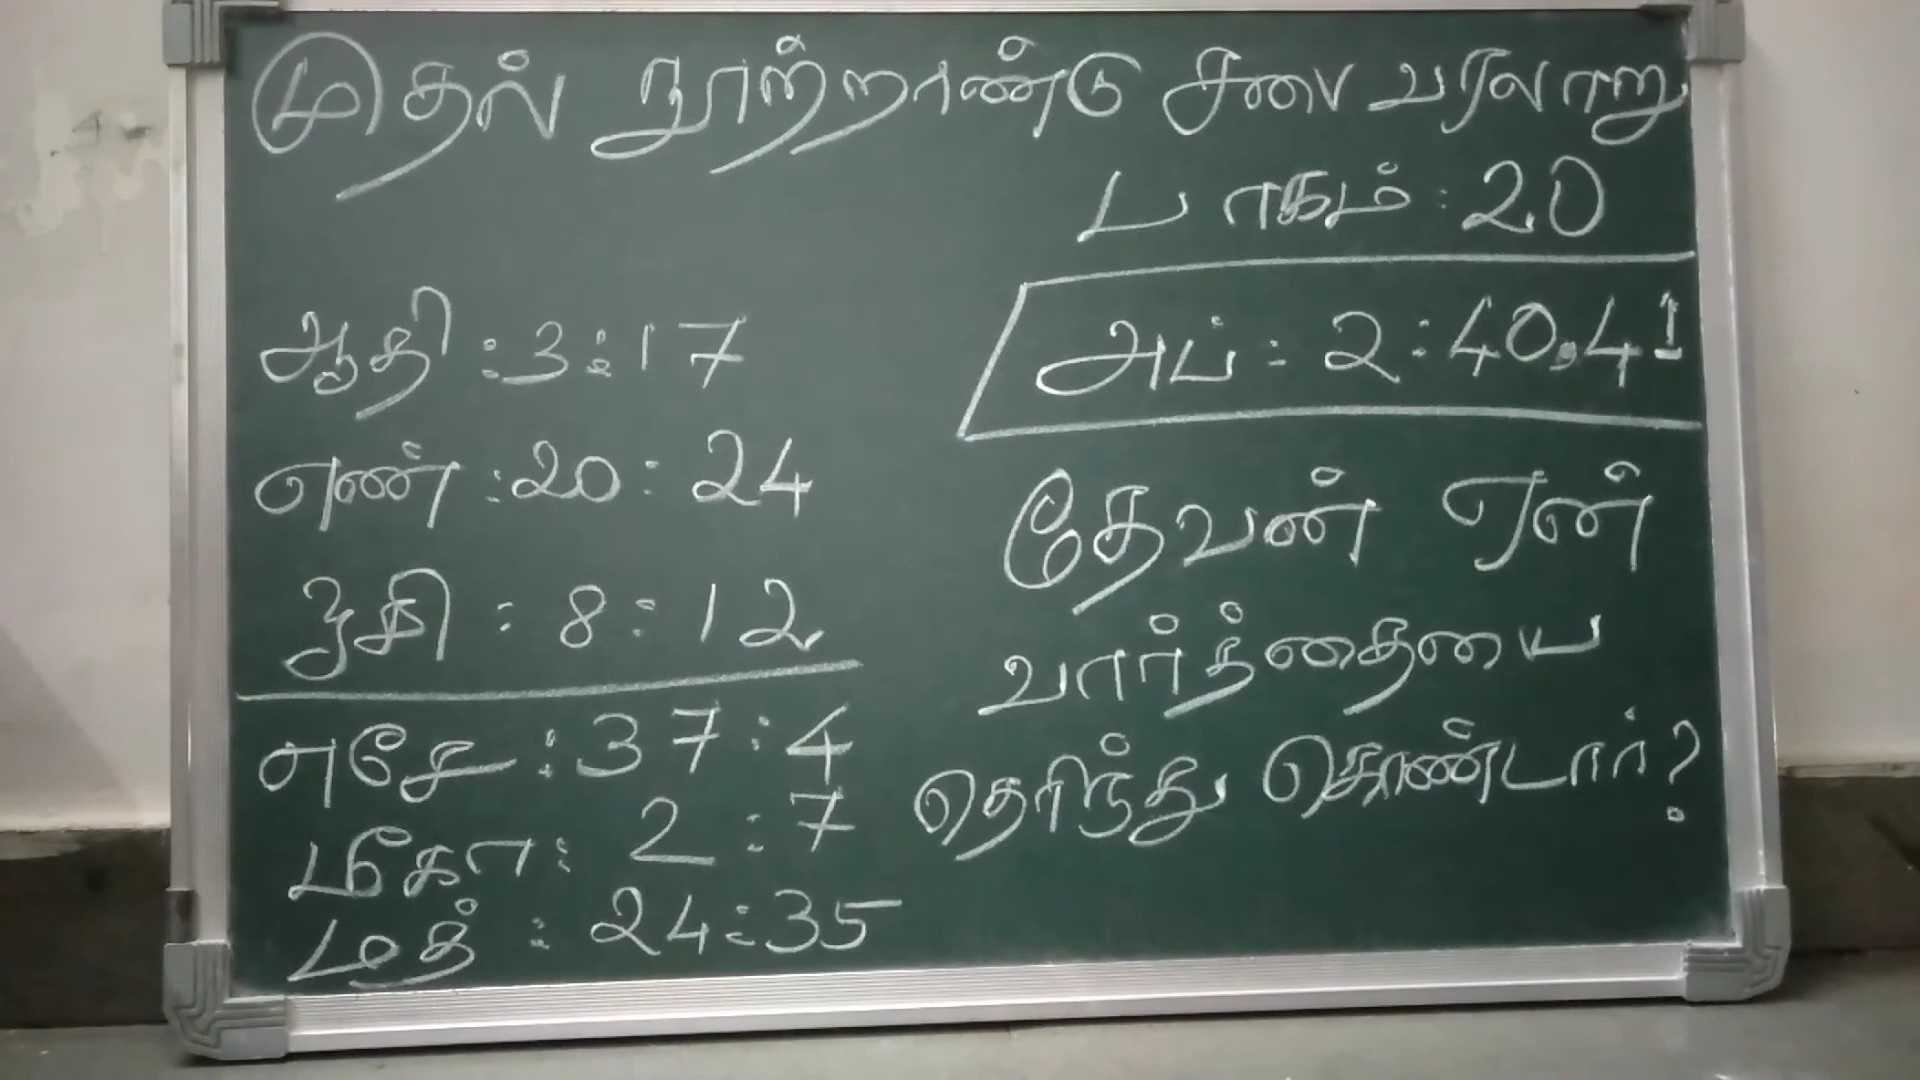 முதல் நூற்றாண்டு சபை வரலாறு
பாகம் : 20
ஆதி : 3 : 17
எண் : 20 : 24
நீதி : 8 : 12
எசே : 37 : 4
மீகா : 2 : 7
மத் : 24 : 35
அப் : 2 : 40,41
தேவன் ஏன்
வார்த்தையை
தெரிந்து கொண்டார்?